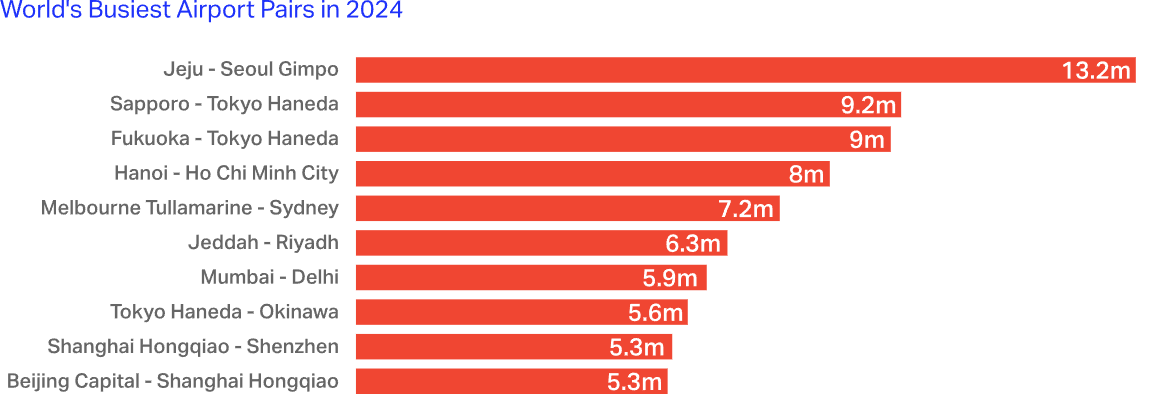 World's Busiest Airport Pairs in 2024
Jeju - Seoul Gimpo 13.2m
Sapporo - Tokyo Haneda 9.2m
Fukuoka - Tokyo Haneda 9m
Hanoi - Ho Chi Minh City 8m
Melbourne Tullamarine - Sydney 7.2m
Jeddah - Riyadh 6.3m
Mumbai - Delhi 5.9m
Tokyo Haneda - Okinawa 5.6m
Shanghai Hongqiao - Shenzhen 5.3m
Beijing Capital - Shanghai Hongqiao 5.3m